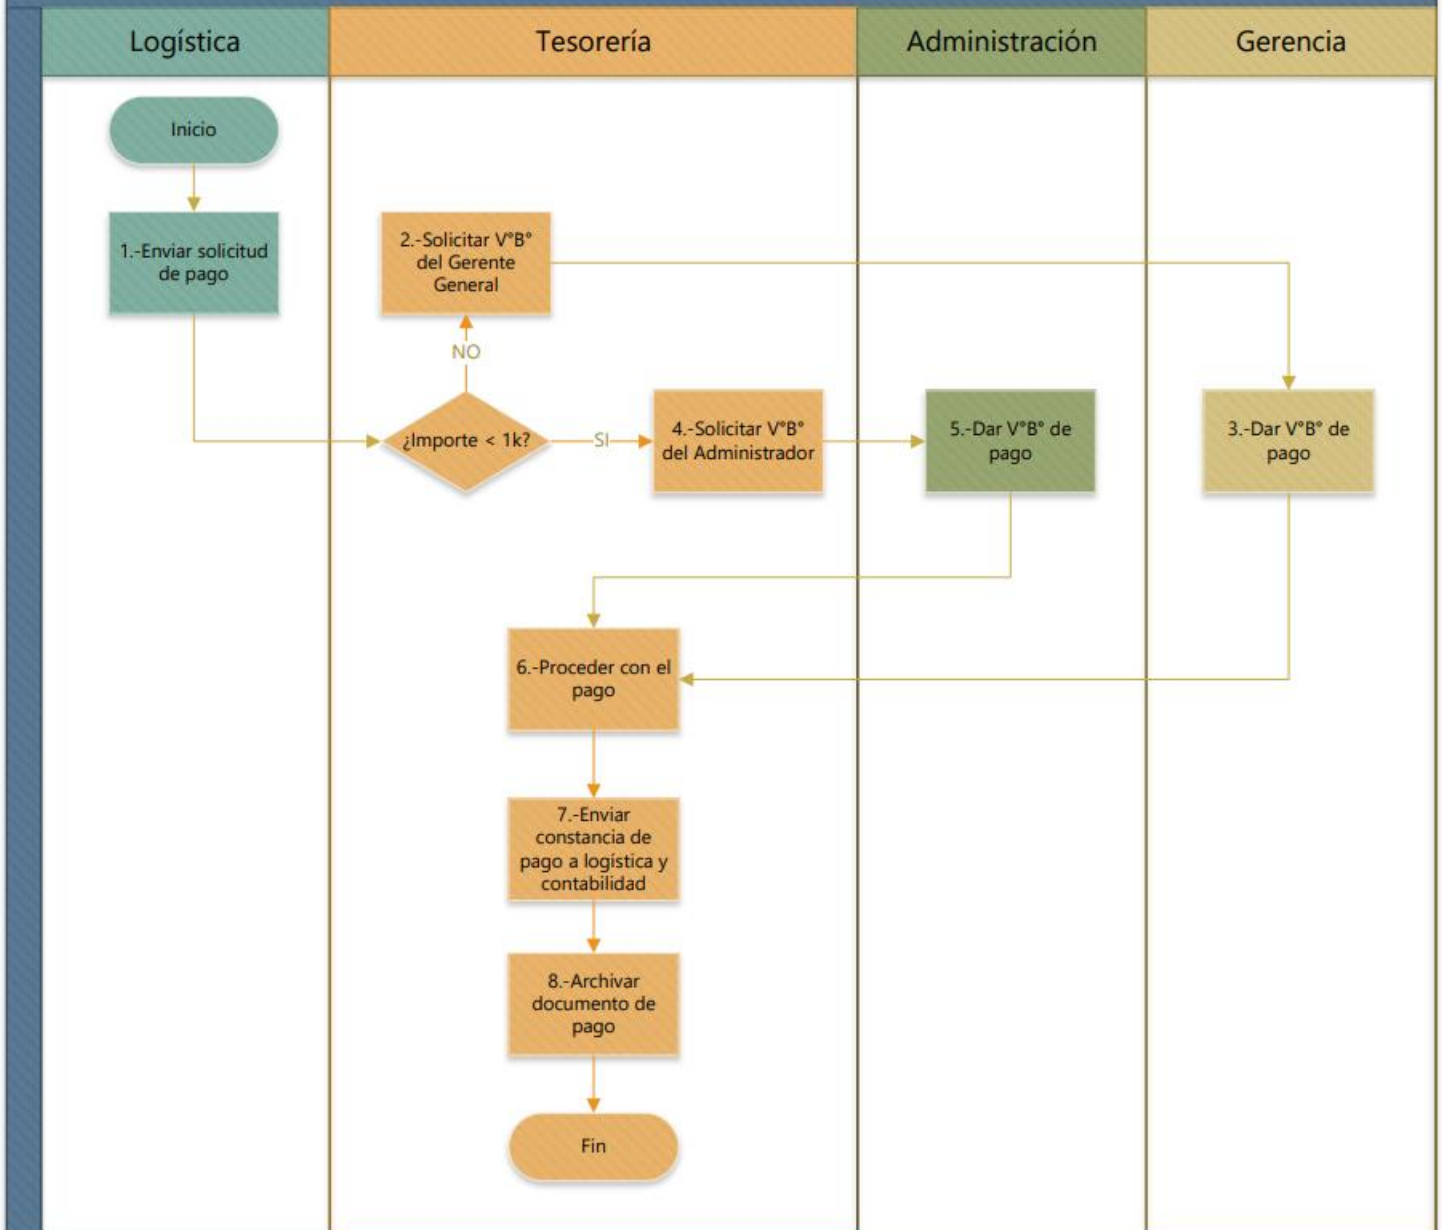 Logística
Tesorería
Administración
Gerencia
Inicio
1.-Enviar solicitud
de pago
2.-Solicitar V°B°
del Gerente
General
NO
¿Importe < 1k?
SI
4.-Solicitar V°B°
del Administrador
5.-Dar V°B° de
pago
3.-Dar V°B° de
pago
6.-Proceder con el
pago
7.-Enviar
constancia de
pago a logística y
contabilidad
8.-Archivar
documento de
pago
Fin